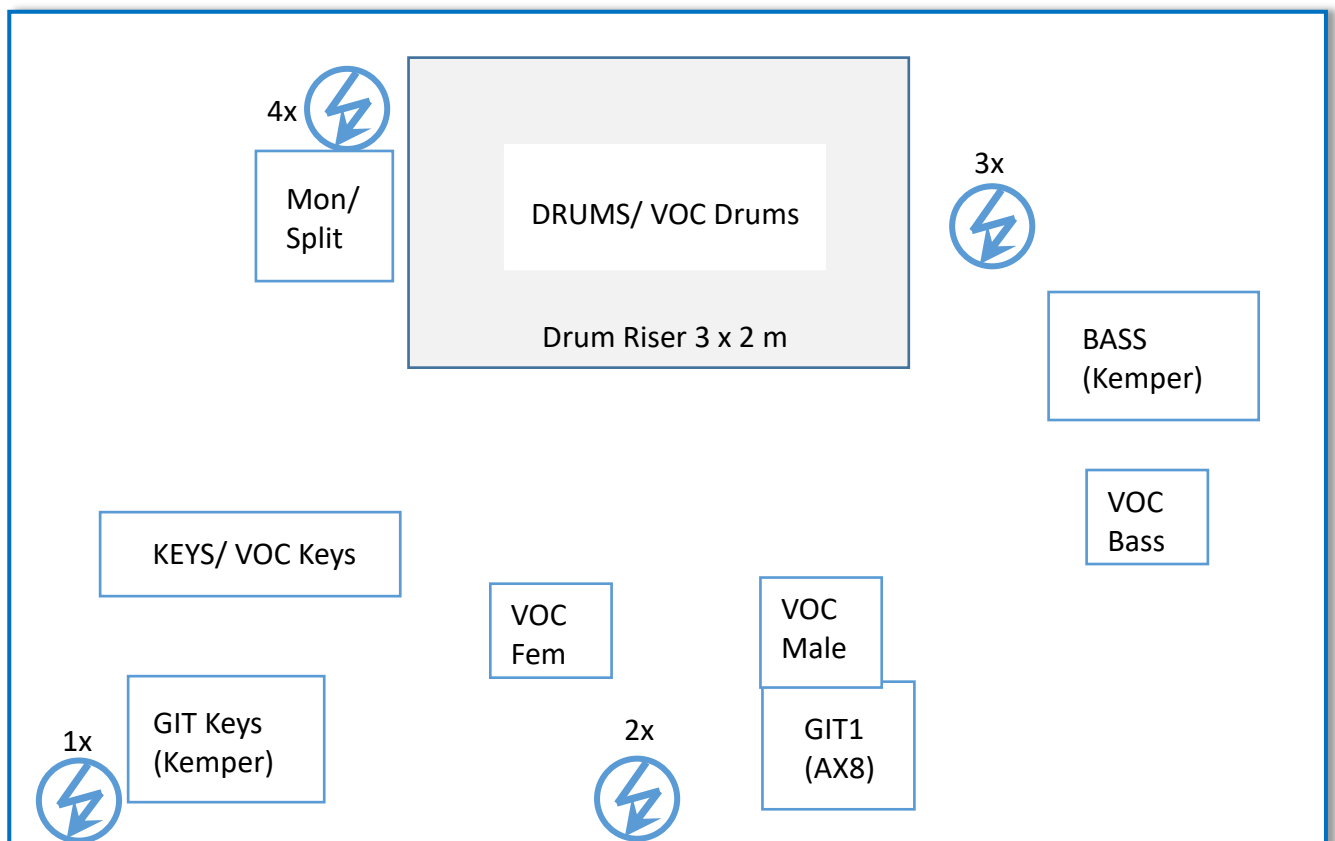 4x
Mon/
Split
DRUMS/ VOC Drums
Drum Riser 3 x 2 m
3x
BASS
(Kemper)
VOC
Bass
KEYS/ VOC Keys
VOC
Fem
VOC
Male
GIT Keys
(Kemper)
1x
2x
GIT1
(AX8)